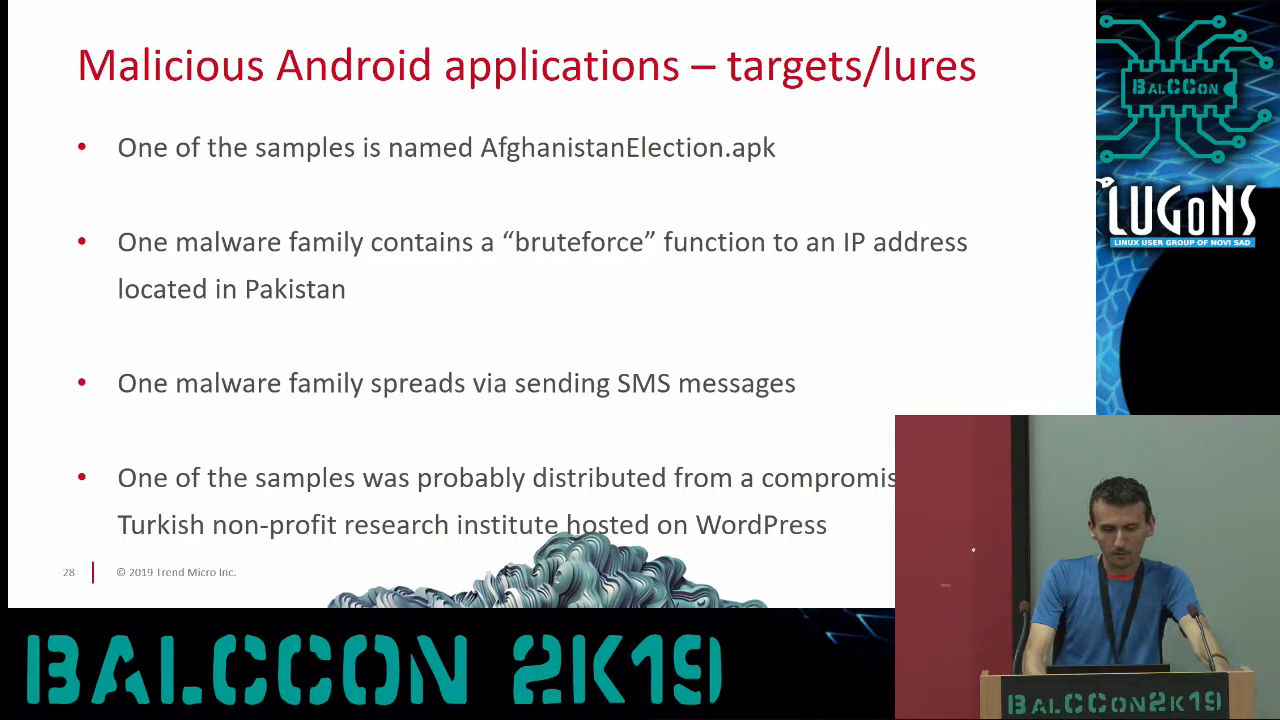 Malicious Android applications – targets/lures
• One of the samples is named AfghanistanElection.apk
• One malware family contains a “bruteforce” function to an IP address
located in Pakistan
• One malware family spreads via sending SMS messages
• One of the samples was probably distributed from a compromis
Turkish non-profit research institute hosted on WordPress
28
© 2019 Trend Micro Inc.
BALCCON
LUGONS
LINUX USER GROUP OF NOVI SAD
BALCCON 2K19
BALCCON2K19